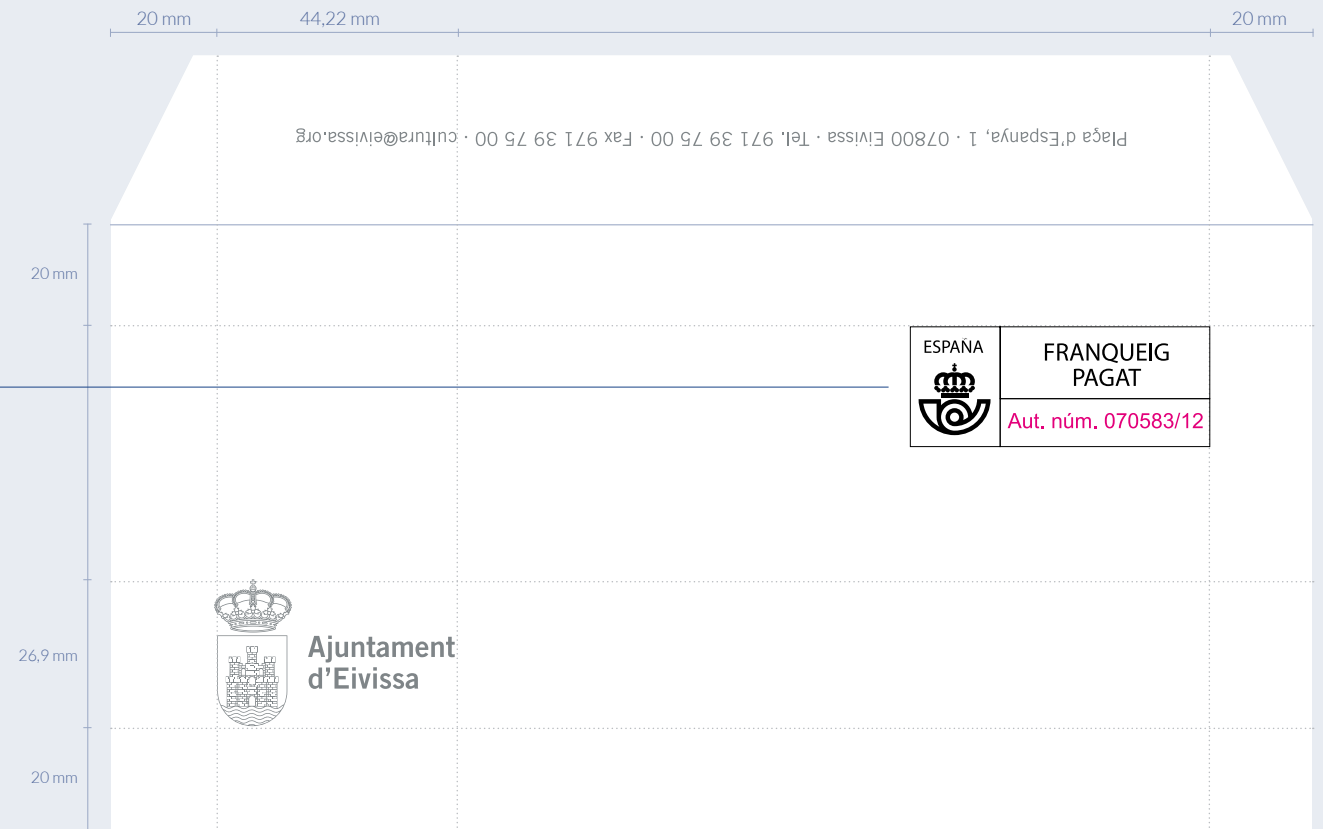 20 mm
44,22 mm
20 mm
Plaça d'Espanya, 1 · 07800 Eivissa · Tel. 971 39 75 00 · Fax 971 39 75 00 · cultura@eivissa.org
20 mm
ESPAÑA
FRANQUEIG
PAGAT
Aut. núm. 070583/12
26,9 mm
Ajuntament
d'Eivissa
20 mm